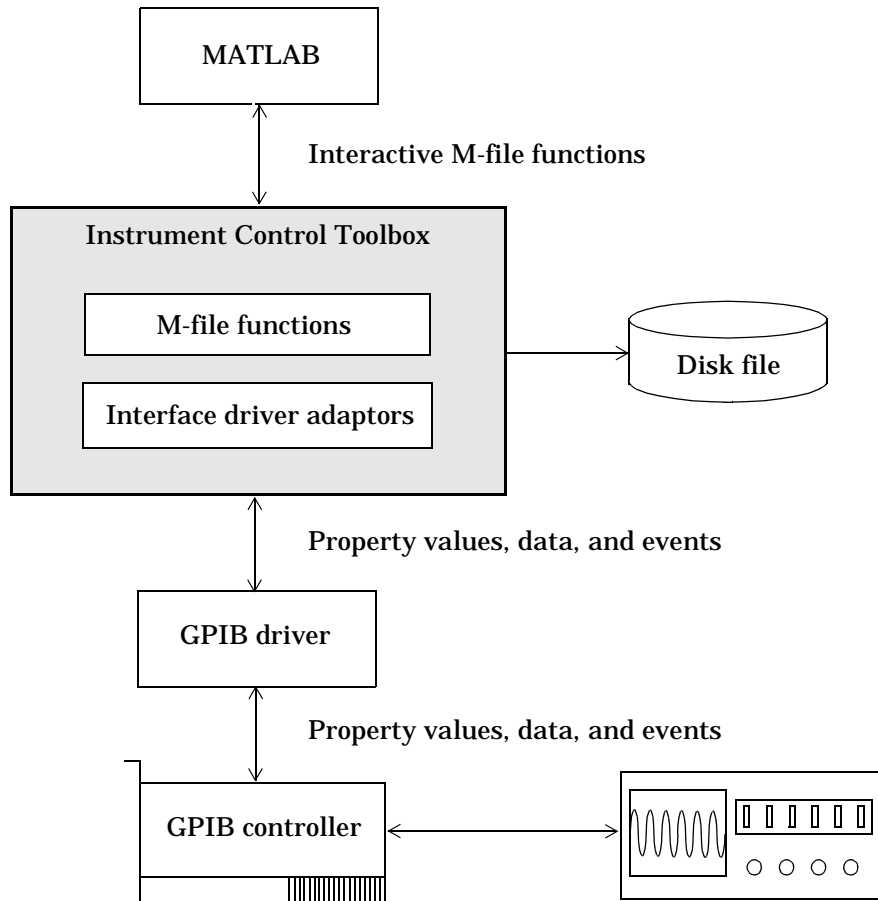 MATLAB
Interactive M-file functions
Instrument Control Toolbox
M-file functions
Interface driver adaptors
Disk file
Property values, data, and events
GPIB driver
Property values, data, and events
GPIB controller